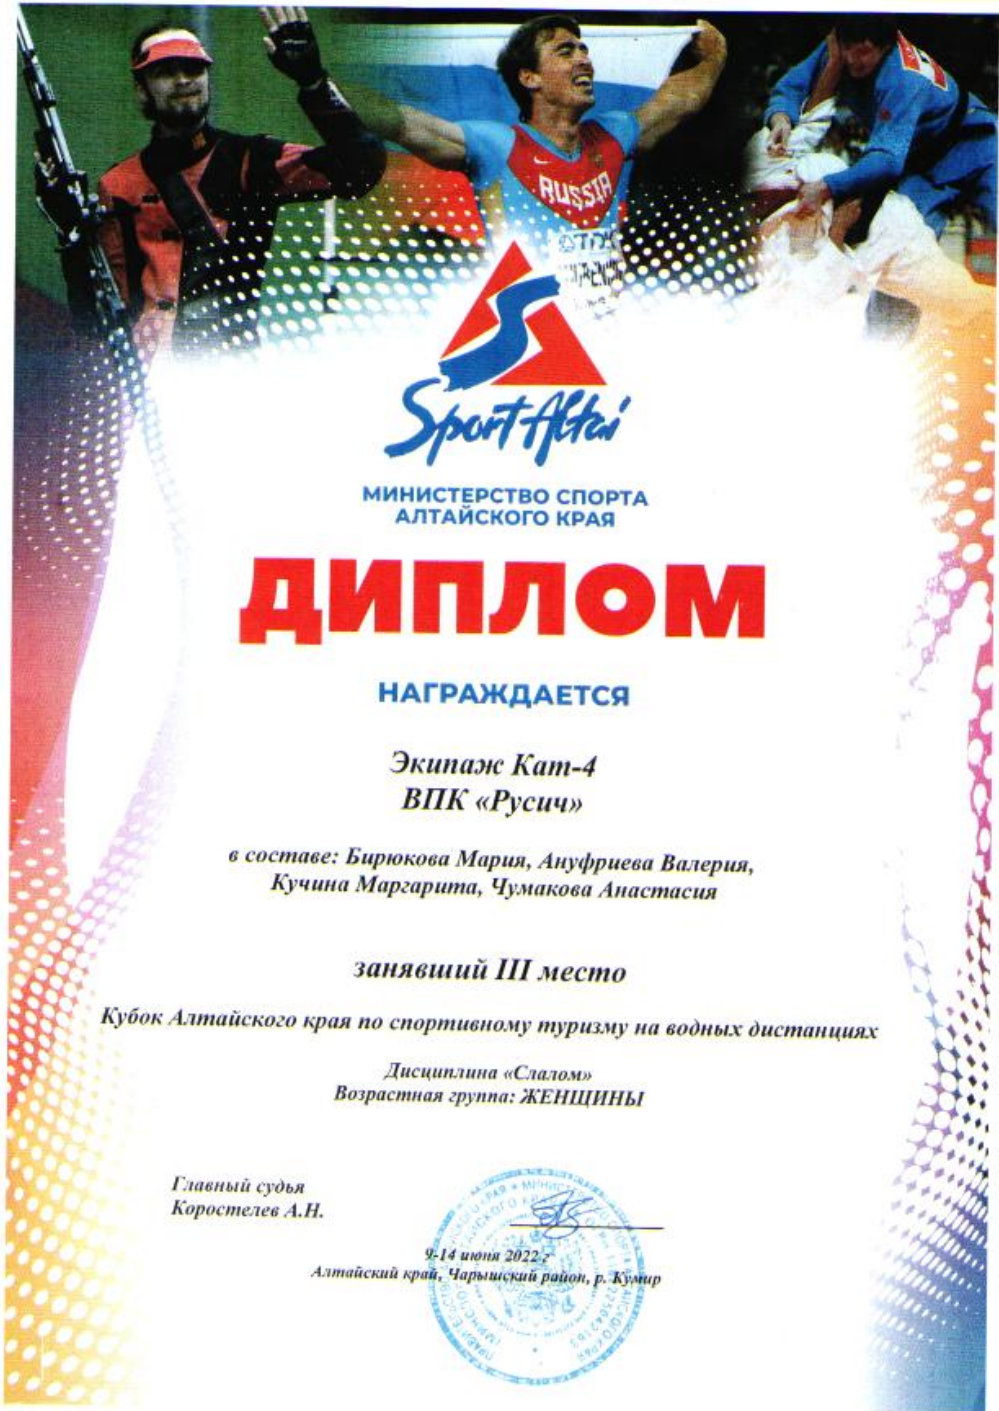 RUSSIA
Sport Altai
МИНИСТЕРСТВО СПОРТА
АЛТАЙСКОГО КРАЯ
ДИПЛОМ
НАГРАЖДАЕТСЯ
Экипаж Кат-4
ВПК «Русич»
в составе: Бирюкова Мария, Ануфриева Валерия,
Кучина Маргарита, Чумакова Анастасия
занявший III место
Кубок Алтайского края по спортивному туризму на водных дистанциях
Дисциплина «Слалом»
Возрастная группа: ЖЕНЩИНЫ
Главный судья
Коростелев А.Н.
9-14 июня 2022 г
Алтайский край, Чарышский район, р. Кумир